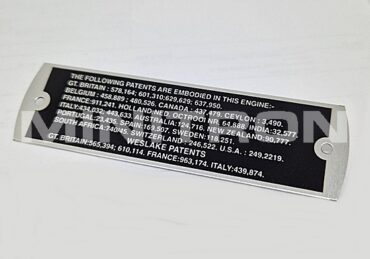 THE FOLLOWING PATENTS ARE EMBODIED IN THIS ENGINE:-
GT. BRITAIN : 578,164; 601,310;629,629; 637,950.
BELGIUM : 458,889 ; 480,526. CANADA : 437,479. CEYLON : 3,490.
FRANCE:911,241. HOLLAND:NED. OCTROOI NR. 64,888. INDIA:32,577.
ITALY:434,032, 443,633. AUSTRALIA:124,716. NEW ZEALAND:90,777.
PORTUGAL:23,435. SPAIN:169,507. SWEDEN:118,251.
SOUTH AFRICA:740/45. SWITZERLAND : 246,522. U.S.A. : 249,2219.
WESLAKE PATENTS
GT. BRITAIN:565,394; 610,114. FRANCE:963,174. ITALY:439,874.